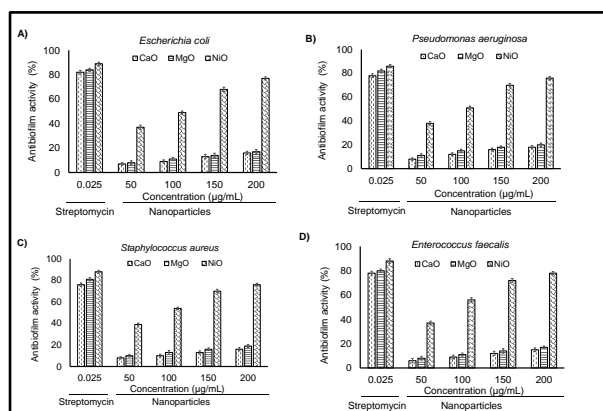 A)
Escherichia coli
CaO MgO NiO
Antibiofilm activity (%)
100
80
60
40
20
0
0.025 50 100 150 200
Concentration (µg/mL)
Streptomycin Nanoparticles
B)
Pseudomonas aeruginosa
CaO MgO NiO
Antibiofilm activity (%)
100
80
60
40
20
0
0.025 50 100 150 200
Concentration (µg/mL)
Streptomycin Nanoparticles
C)
Staphylococcus aureus
CaO MgO NiO
Antibiofilm activity (%)
100
80
60
40
20
0
0.025 50 100 150 200
Concentration (µg/mL)
Streptomycin Nanoparticles
D)
Enterococcus faecalis
CaO MgO NiO
Antibiofilm activity (%)
100
80
60
40
20
0
0.025 50 100 150 200
Concentration (µg/mL)
Streptomycin Nanoparticles